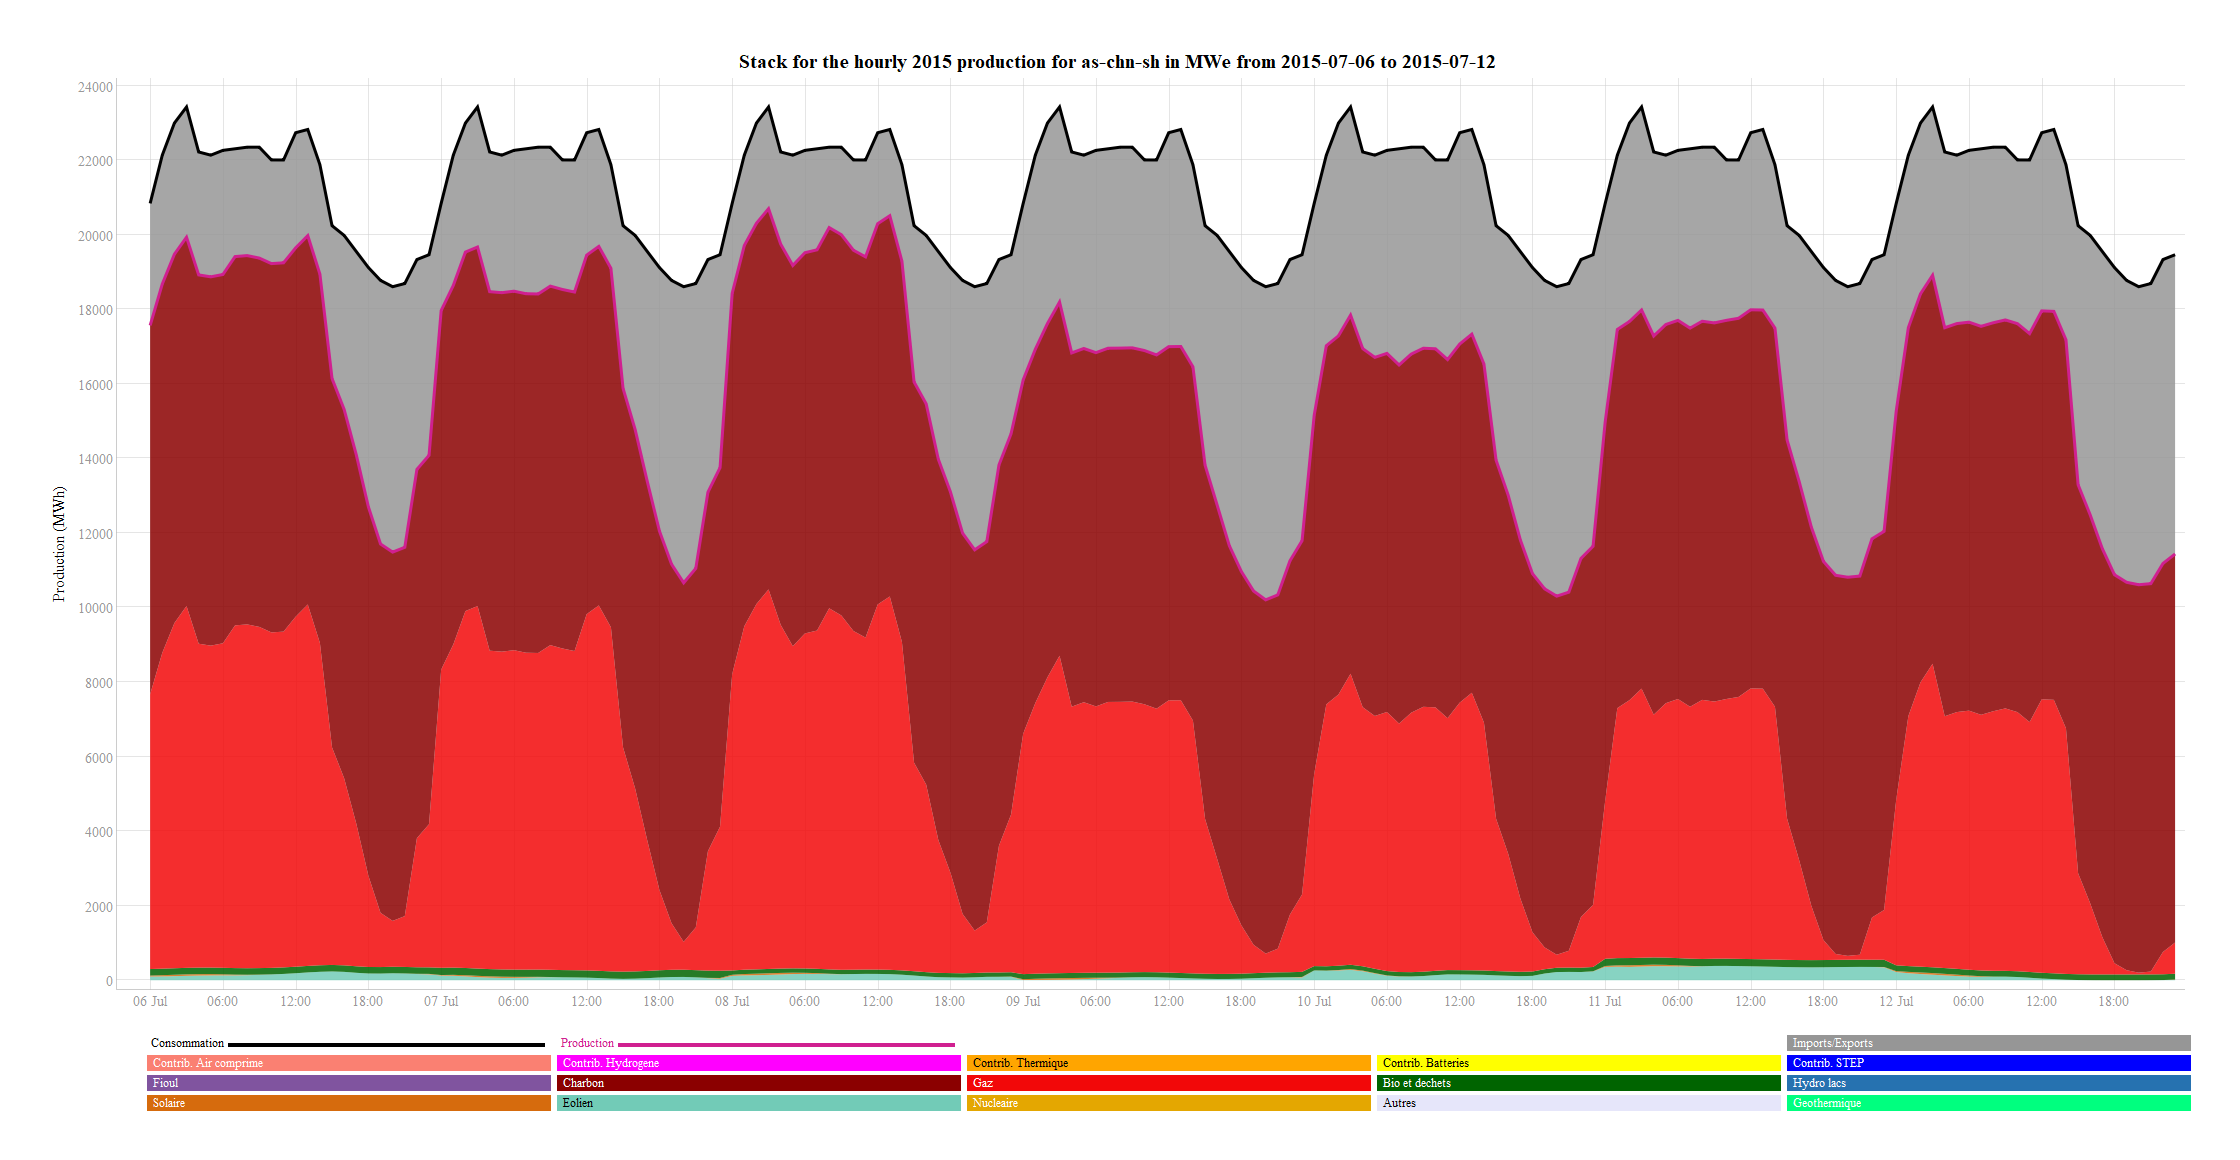 Stack for the hourly 2015 production for as-chn-sh in MWe from 2015-07-06 to 2015-07-12
24000
22000
20000
18000
16000
14000
12000
10000
8000
6000
4000
2000
0
Production (MWh)
06 Jul 06:00 12:00 18:00 07 Jul 06:00 12:00 18:00 08 Jul 06:00 12:00 18:00 09 Jul 06:00 12:00 18:00 10 Jul 06:00 12:00 18:00 11 Jul 06:00 12:00 18:00 12 Jul 06:00 12:00 18:00
Consommation Production Imports/Exports
Contrib. Air comprime Contrib. Hydrogene Contrib. Thermique Contrib. Batteries Contrib. STEP
Fioul Charbon Gaz Bio et dechets Hydro lacs
Solaire Eolien Nucleaire Autres Geothermique